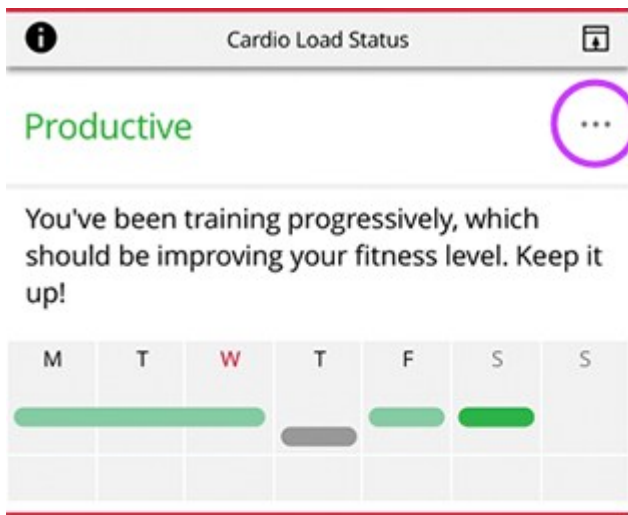 Cardio Load Status
Productive
...
You've been training progressively, which
should be improving your fitness level. Keep it
up!
M T W T F S S